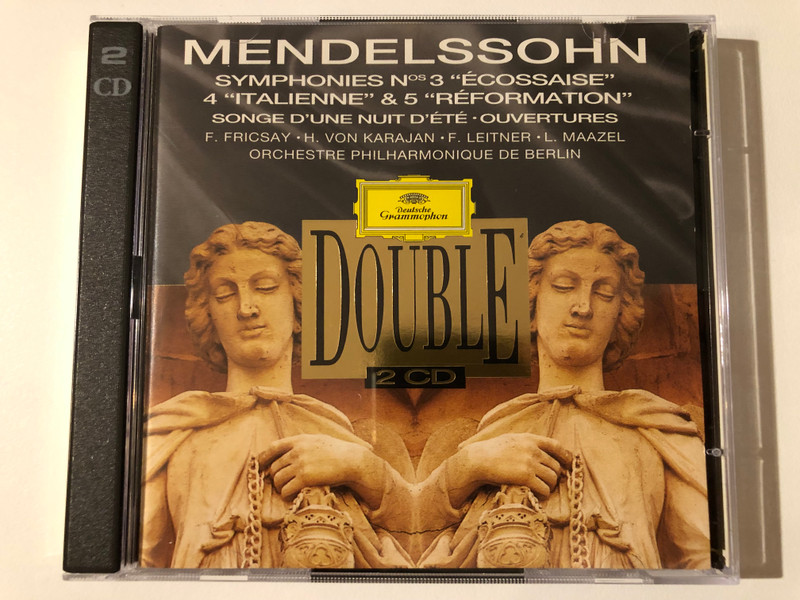 2
CD
MENDELSSOHN
SYMPHONIES NOS 3 “ÉCOSSAISE”
4 “ITALIENNE” & 5 “RÉFORMATION”
SONGE D’UNE NUIT D’ÉTÉ · OUVERTURES
F. FRICSAY · H. VON KARAJAN · F. LEITNER · L. MAAZEL
ORCHESTRE PHILHARMONIQUE DE BERLIN
Deutsche
Grammophon
DOUBLE
2 CD